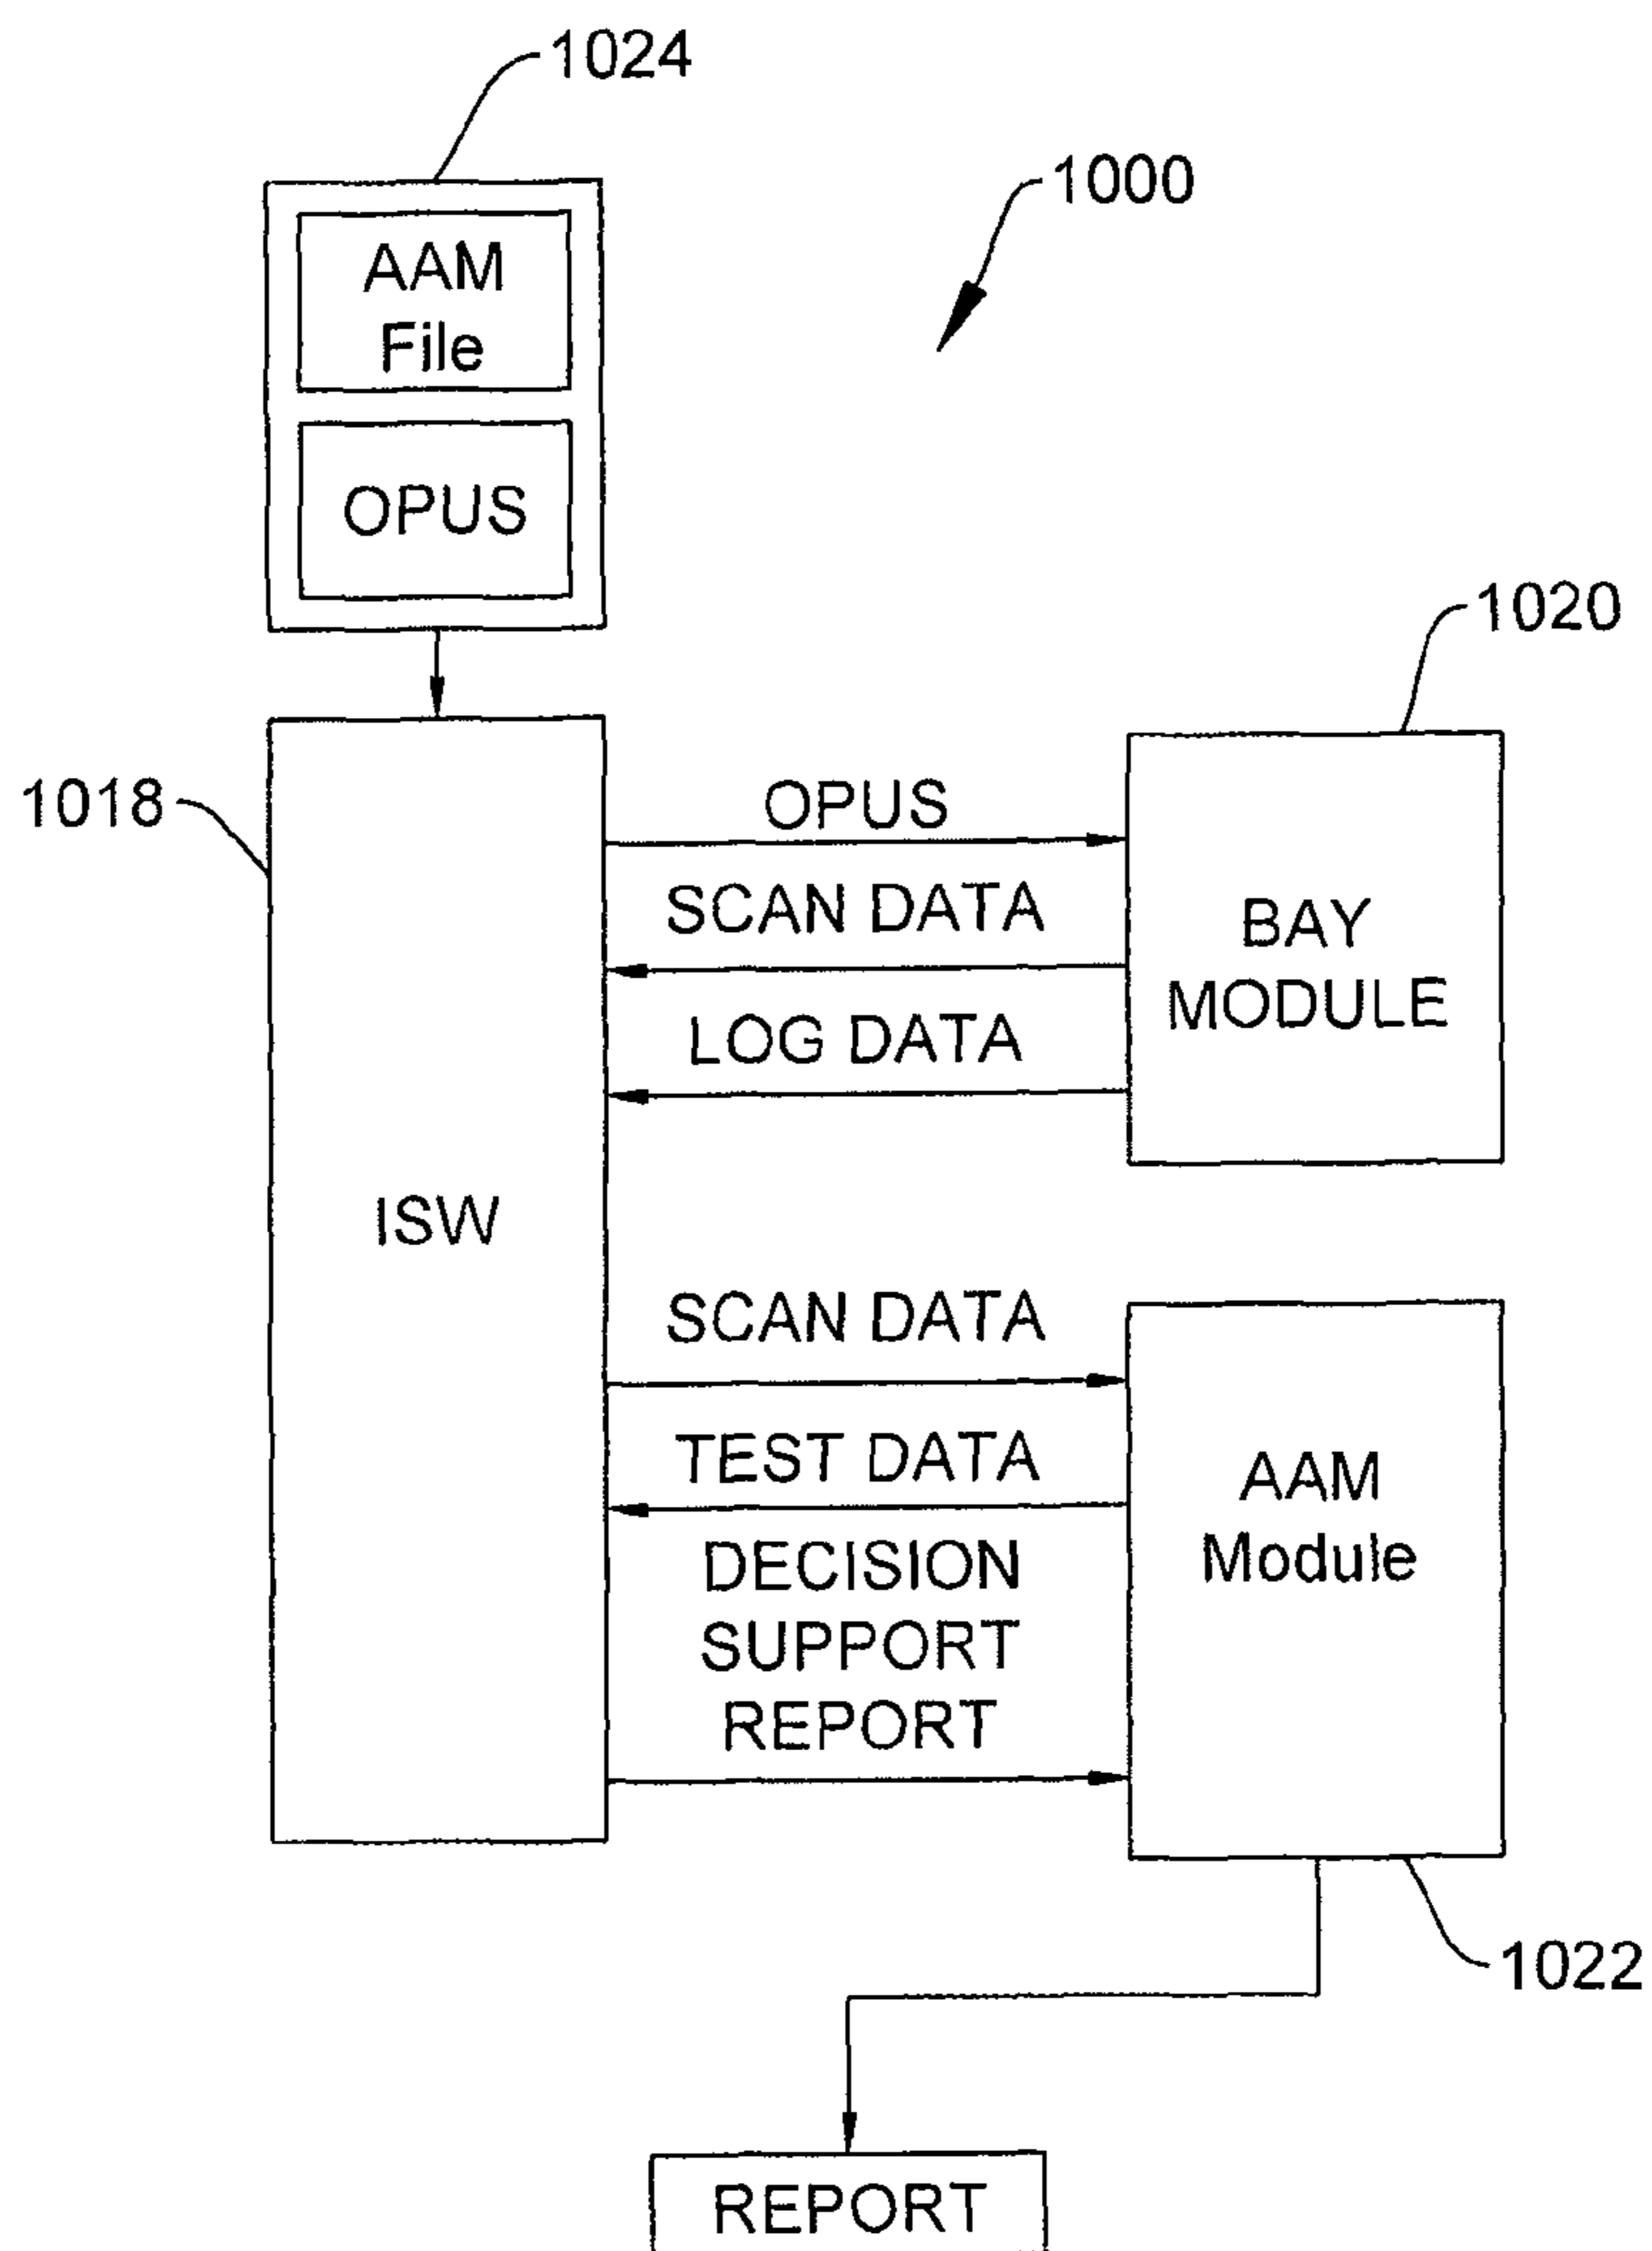 1024
1000
AAM
File
OPUS
1020
1018
OPUS
SCAN DATA
BAY
MODULE
LOG DATA
ISW
SCAN DATA
TEST DATA
AAM
Module
DECISION
SUPPORT
REPORT
1022
REPORT